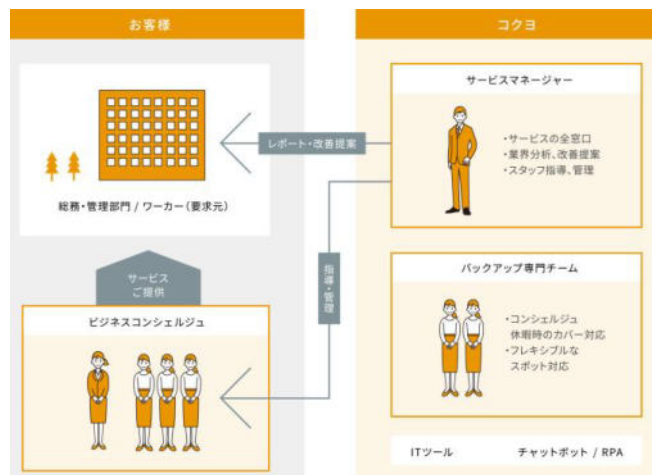 お客様
総務・管理部門 / ワーカー（要求元）
サービス
ご提供
ビジネスコンシェルジュ
レポート・改善提案
指導・管理
コクヨ
サービスマネージャー
・サービスの全窓口
・業界分析、改善提案
・スタッフ指導、管理
バックアップ専門チーム
・コンシェルジュ
休暇時のカバー対応
・フレキシブルな
スポット対応
ITツール
チャットボット / RPA